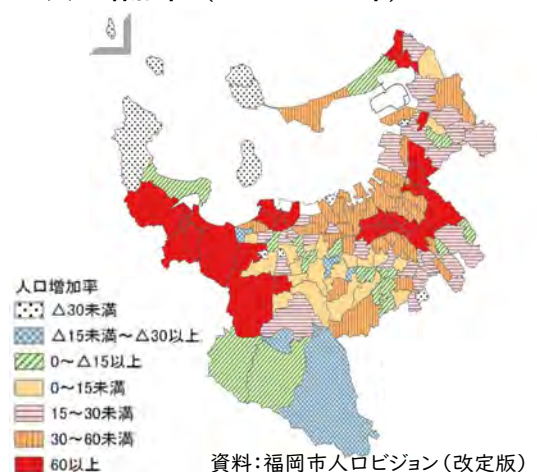 人口増加率
△30未満
△15未満～△30以上
0～△15以上
0～15未満
15～30未満
30～60未満
60以上
資料：福岡市人口ビジョン（改定版）